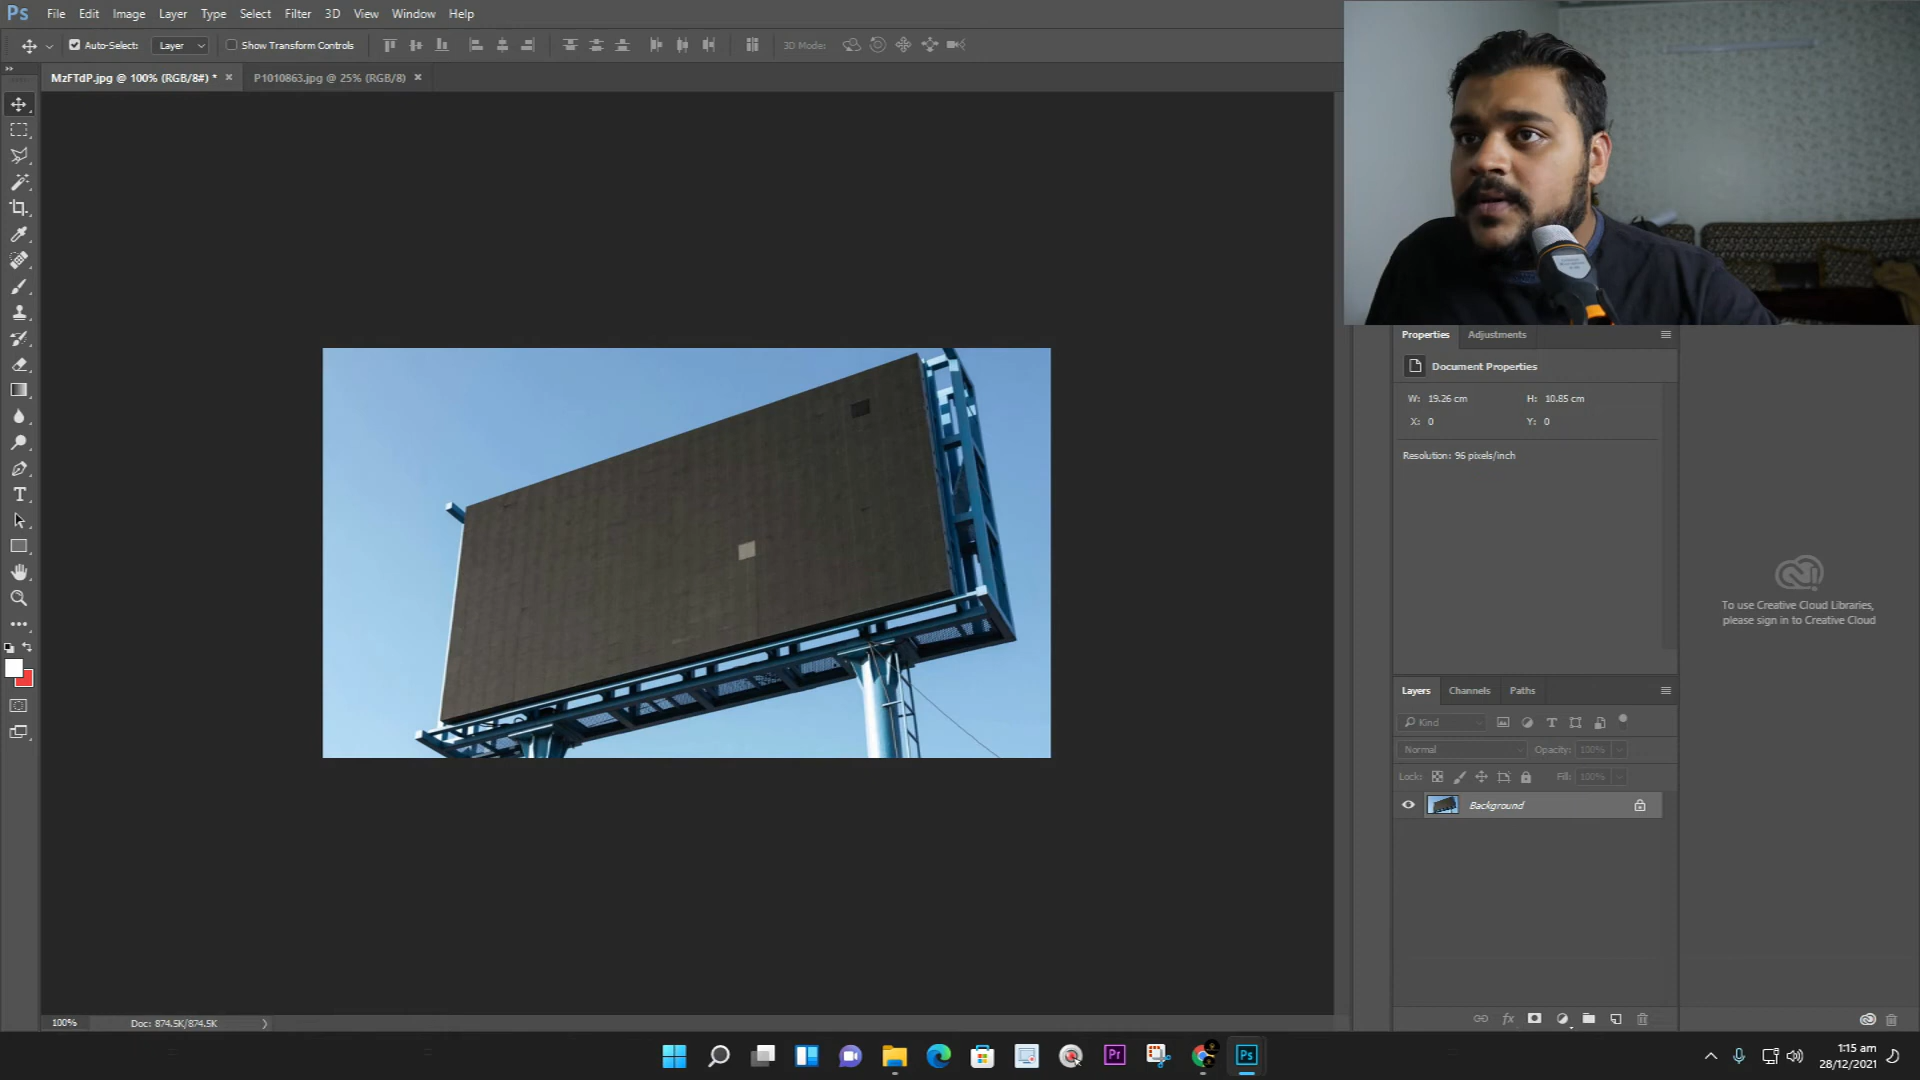 Ps File Edit Image Layer Type Select Filter 3D View Window Help
Auto-Select: Layer Show Transform Controls 3D Mode:
MzFTdP.jpg @ 100% (RGB/8#) * × P1010863.jpg @ 25% (RGB/8) ×
Properties Adjustments
Document Properties
W: 19.26 cm H: 10.85 cm
X: 0 Y: 0
Resolution: 96 pixels/inch
To use Creative Cloud Libraries,
please sign in to Creative Cloud
Layers Channels Paths
Kind
Normal Opacity: 100%
Lock: Fill: 100%
Background
fx
100% Doc: 874.5K/874.5K
Pr Ps
1:15 am
28/12/2021